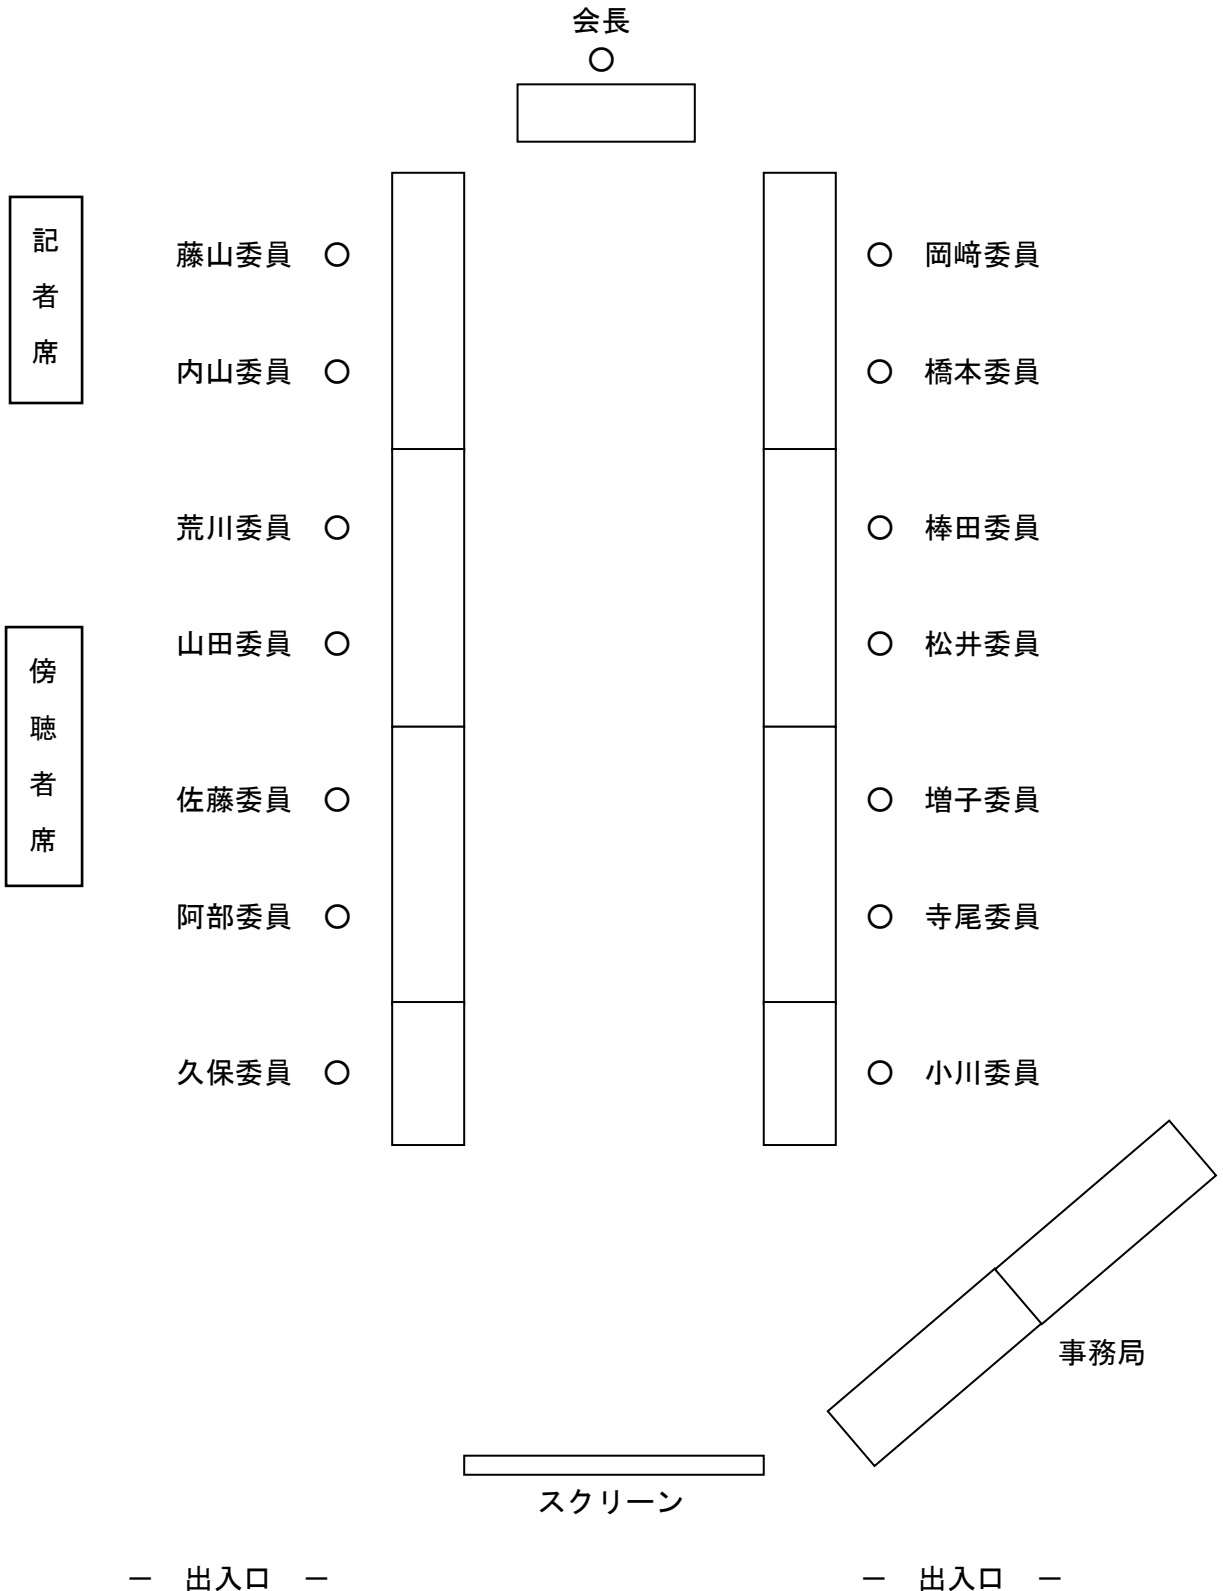 会長
記者席
藤山委員 ○
○ 岡﨑委員
内山委員 ○
○ 橋本委員
荒川委員 ○
○ 棒田委員
山田委員 ○
○ 松井委員
傍聴者席
佐藤委員 ○
○ 増子委員
阿部委員 ○
○ 寺尾委員
久保委員 ○
○ 小川委員
事務局
スクリーン
－ 出入口 －
－ 出入口 －